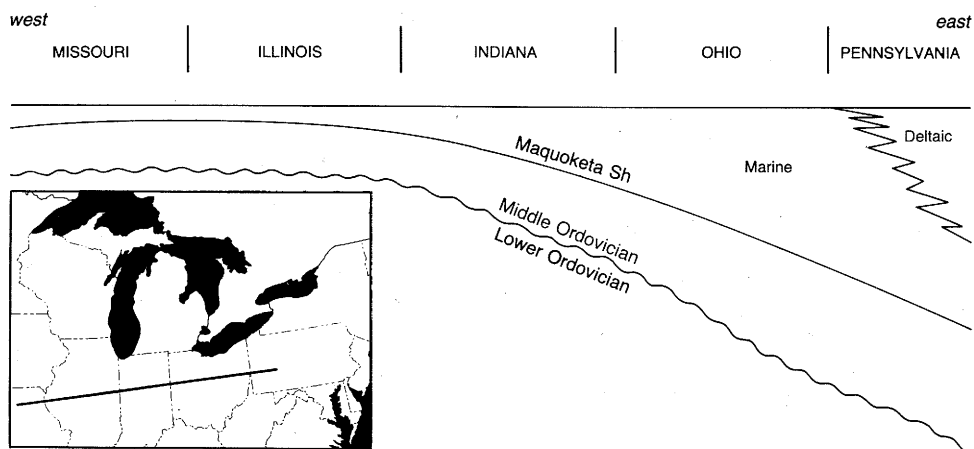 west
east
MISSOURI
ILLINOIS
INDIANA
OHIO
PENNSYLVANIA
Maquoketa Sh
Marine
Deltaic
Middle Ordovician
Lower Ordovician